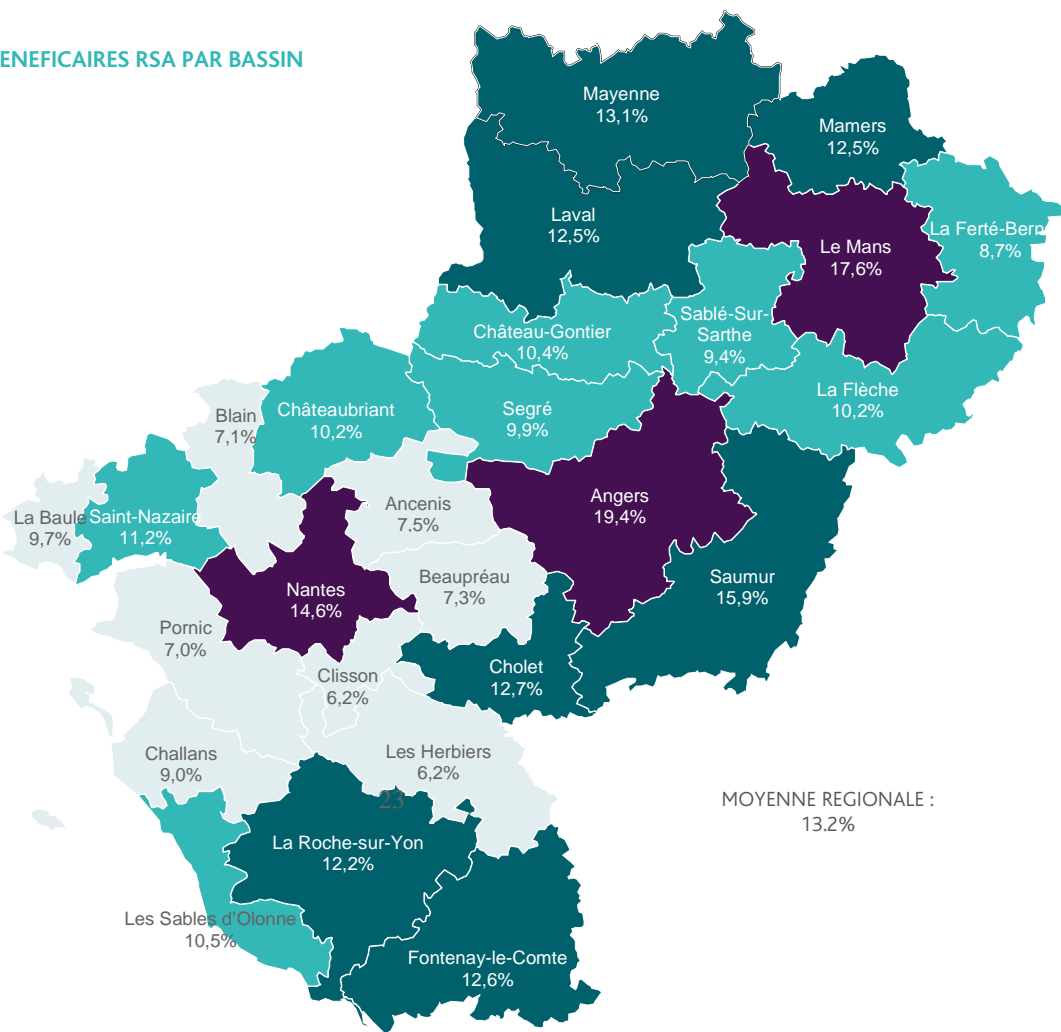 ENEFICAIRES RSA PAR BASSIN
Mayenne
13,1%
Mamers
12,5%
Laval
12,5%
Le Mans
17,6%
La Ferté-Bern
8,7%
Château-Gontier
10,4%
Sablé-Sur-
Sarthe
9,4%
La Flèche
10,2%
Blain
7,1%
Châteaubriant
10,2%
Segré
9,9%
La Baule
9,7%
Saint-Nazaire
11,2%
Ancenis
7,5%
Angers
19,4%
Nantes
14,6%
Beaupréau
7,3%
Saumur
15,9%
Pornic
7,0%
Clisson
6,2%
Cholet
12,7%
Challans
9,0%
Les Herbiers
6,2%
23
MOYENNE REGIONALE :
13.2%
La Roche-sur-Yon
12,2%
Les Sables d'Olonne
10,5%
Fontenay-le-Comte
12,6%